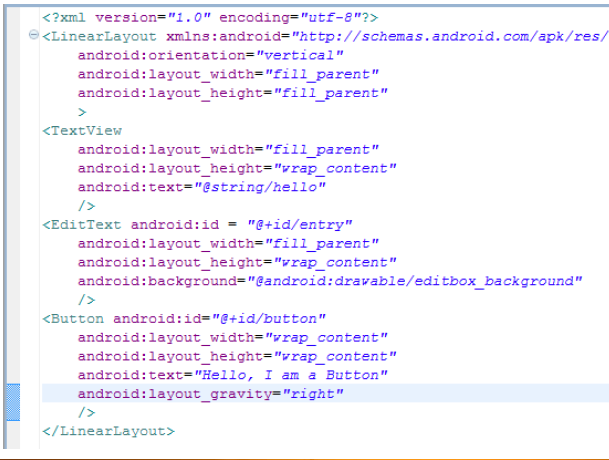 <?xml version="1.0" encoding="utf-8"?>
<LinearLayout xmlns:android="http://schemas.android.com/apk/res/
    android:orientation="vertical"
    android:layout_width="fill_parent"
    android:layout_height="fill_parent"
    >
<TextView
    android:layout_width="fill_parent"
    android:layout_height="wrap_content"
    android:text="@string/hello"
    />
<EditText android:id = "@+id/entry"
    android:layout_width="fill_parent"
    android:layout_height="wrap_content"
    android:background="@android:drawable/editbox_background"
    />
<Button android:id="@+id/button"
    android:layout_width="wrap_content"
    android:layout_height="wrap_content"
    android:text="Hello, I am a Button"
    android:layout_gravity="right"
    />
</LinearLayout>